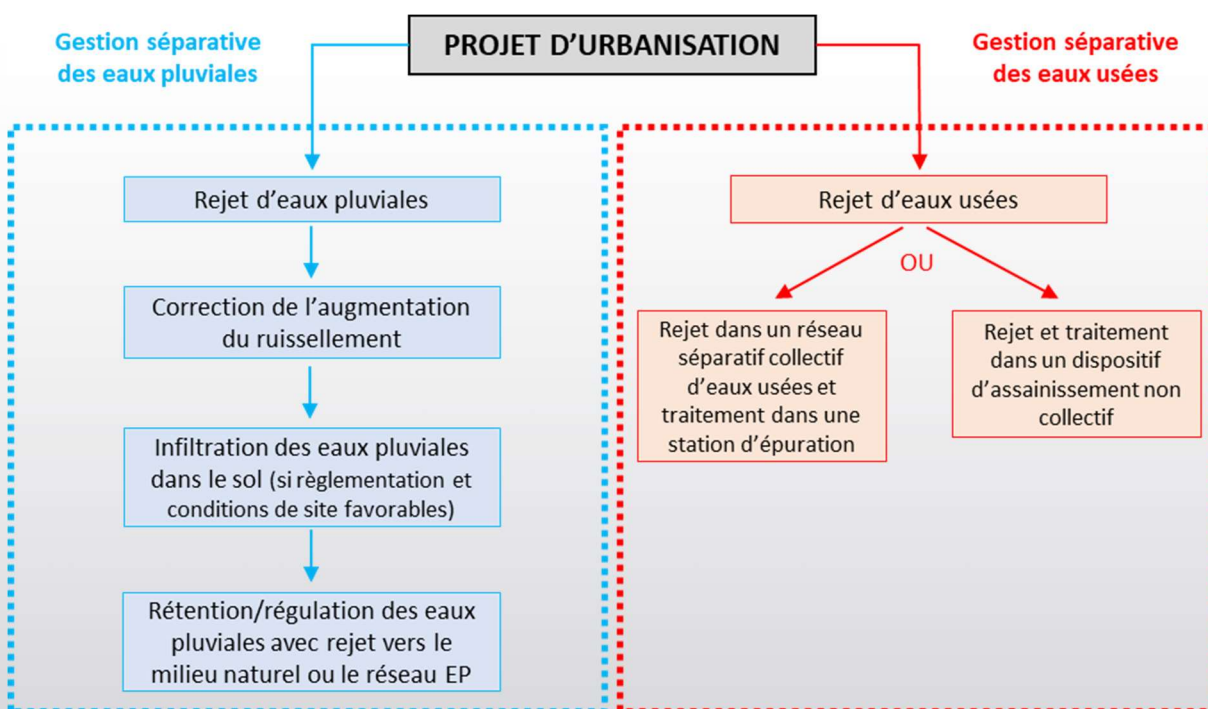 PROJET D’URBANISATION
Gestion séparative
des eaux pluviales
Rejet d’eaux pluviales
Correction de l’augmentation
du ruissellement
Infiltration des eaux pluviales
dans le sol (si règlementation et
conditions de site favorables)
Rétention/régulation des eaux
pluviales avec rejet vers le
milieu naturel ou le réseau EP
Gestion séparative
des eaux usées
Rejet d’eaux usées
OU
Rejet dans un réseau
séparatif collectif
d’eaux usées et
traitement dans une
station d’épuration
Rejet et traitement
dans un dispositif
d’assainissement non
collectif